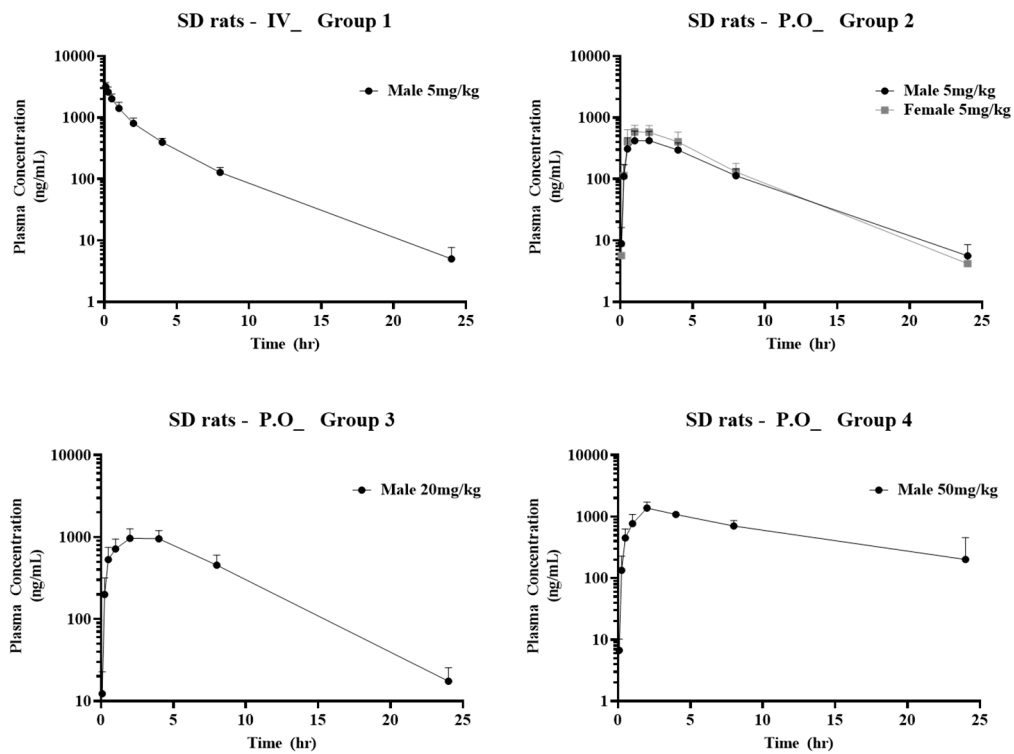 SD rats - IV_ Group 1
10000
1000
100
10
1
Plasma Concentration
(ng/mL)
Male 5mg/kg
0 5 10 15 20 25
Time (hr)
SD rats - P.O_ Group 2
10000
1000
100
10
1
Plasma Concentration
(ng/mL)
Male 5mg/kg
Female 5mg/kg
0 5 10 15 20 25
Time (hr)
SD rats - P.O_ Group 3
10000
1000
100
10
Plasma Concentration
(ng/mL)
Male 20mg/kg
0 5 10 15 20 25
Time (hr)
SD rats - P.O_ Group 4
10000
1000
100
10
1
Plasma Concentration
(ng/mL)
Male 50mg/kg
0 5 10 15 20 25
Time (hr)